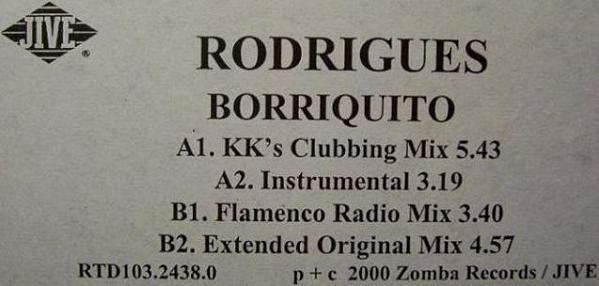 JIVE ®
RODRIGUES
BORRIQUITO
A1. KK's Clubbing Mix 5.43
A2. Instrumental 3.19
B1. Flamenco Radio Mix 3.40
B2. Extended Original Mix 4.57
RTD103.2438.0 p + c 2000 Zomba Records / JIVE